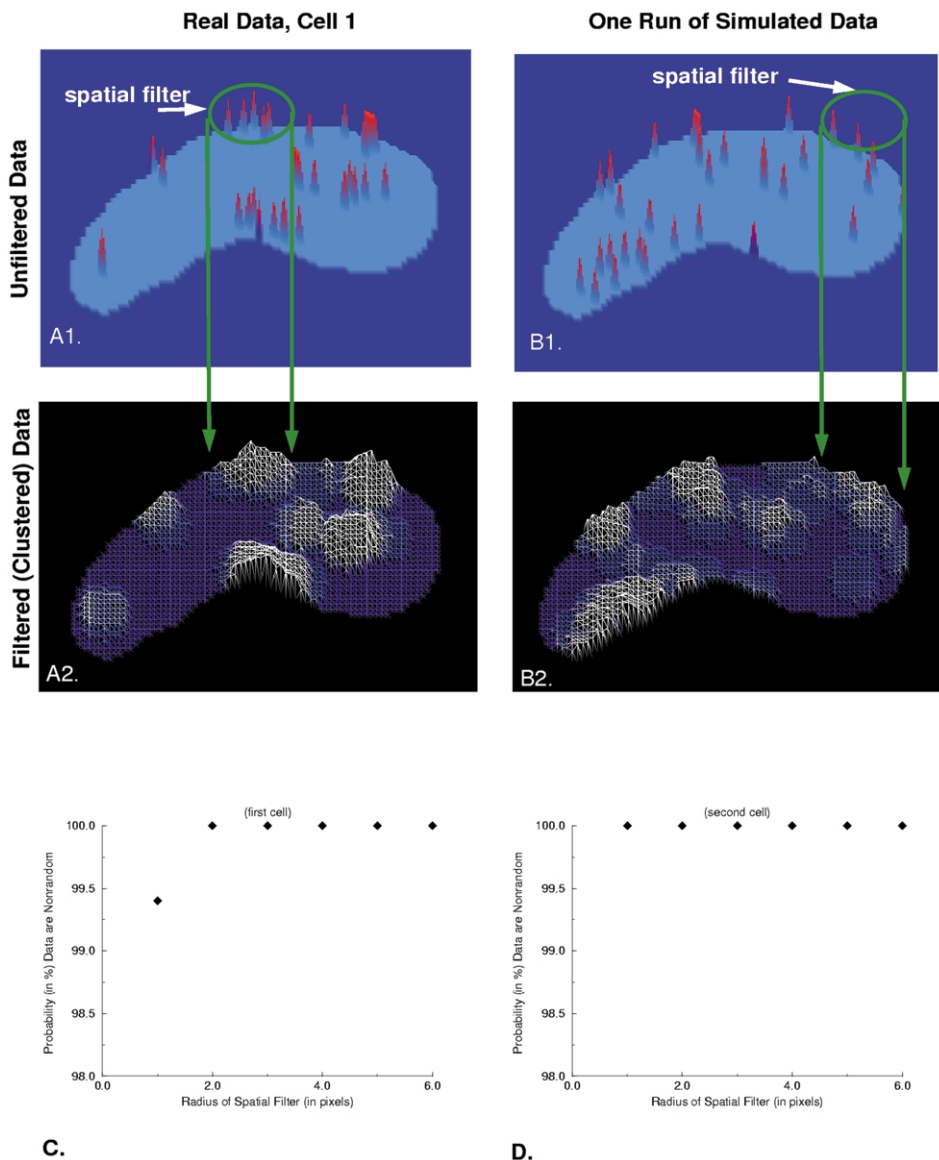 Real Data, Cell 1
One Run of Simulated Data
Unfiltered Data
spatial filter
A1.
spatial filter
B1.
Filtered (Clustered) Data
A2.
B2.
(first cell)
Probability (in %) Data are Nonrandom
100.0
99.5
99.0
98.5
98.0
0.0 2.0 4.0 6.0
Radius of Spatial Filter (in pixels)
C.
(second cell)
Probability (in %) Data are Nonrandom
100.0
99.5
99.0
98.5
98.0
0.0 2.0 4.0 6.0
Radius of Spatial Filter (in pixels)
D.